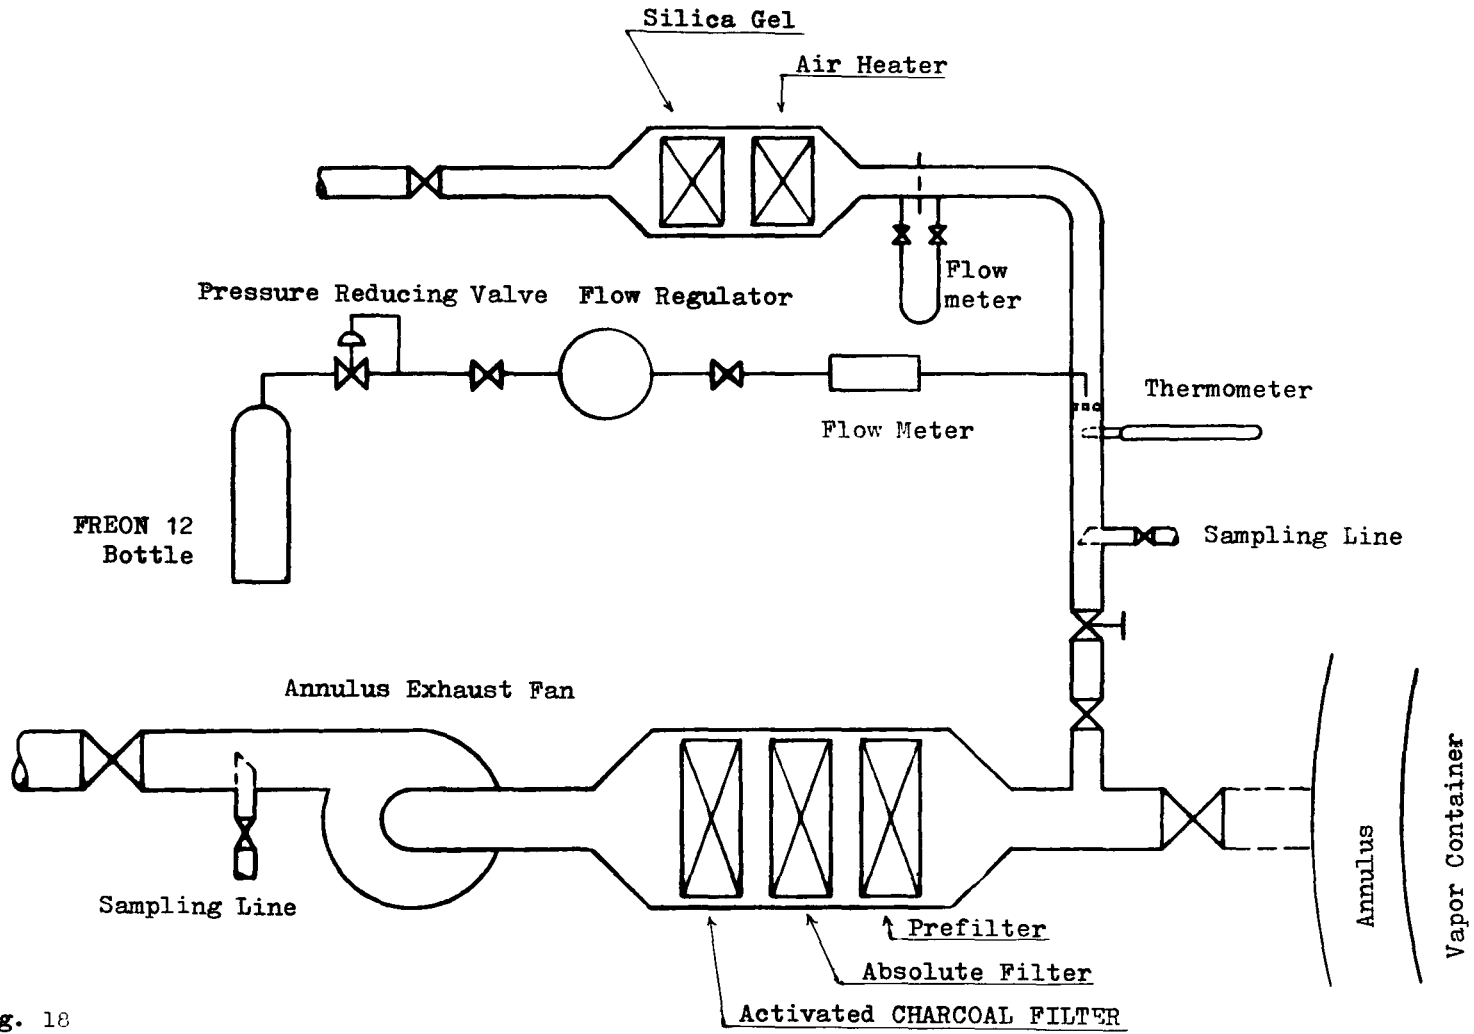 Silica Gel
Air Heater
Flow
meter
Pressure Reducing Valve
Flow Regulator
Thermometer
Flow Meter
FREON 12
Bottle
Sampling Line
Annulus Exhaust Fan
Annulus
Vapor Container
Sampling Line
Prefilter
Absolute Filter
Activated CHARCOAL FILTER
g. 18